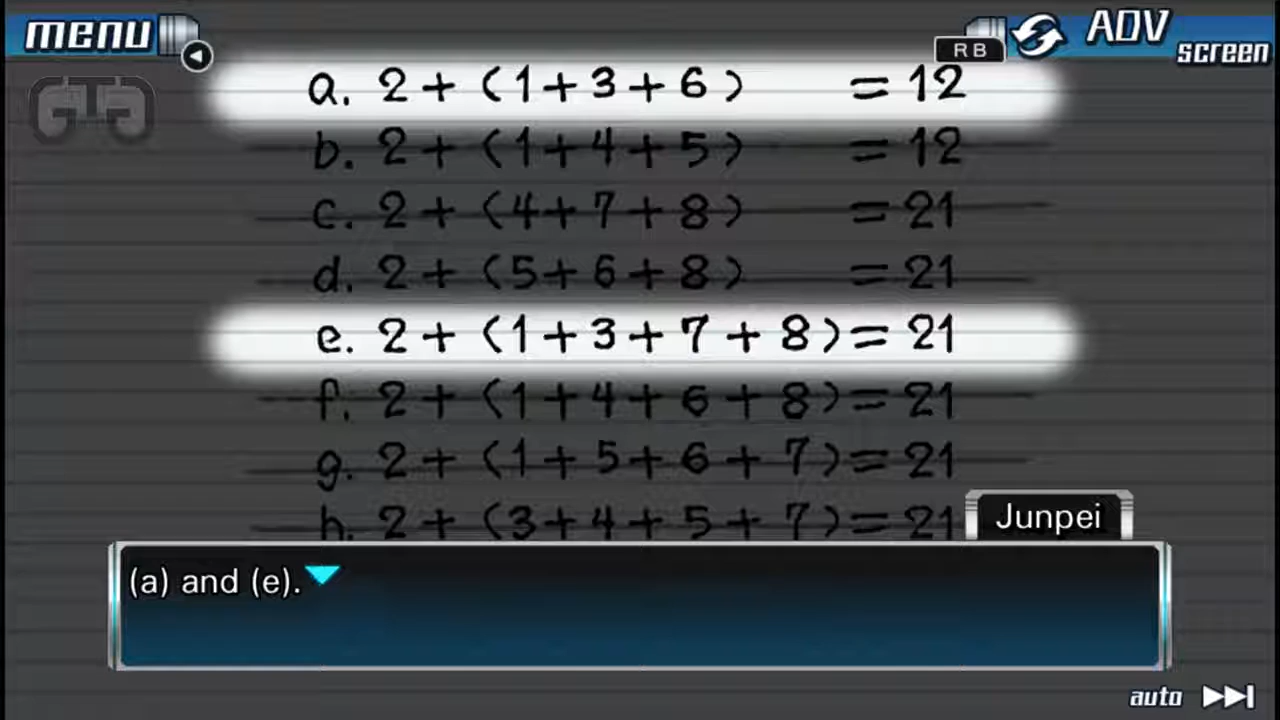 menu
RB
ADV
screen
a. 2 + (1 + 3 + 6) = 12
b. 2 + (1 + 4 + 5) = 12
c. 2 + (4 + 7 + 8) = 21
d. 2 + (5 + 6 + 8) = 21
e. 2 + (1 + 3 + 7 + 8) = 21
f. 2 + (1 + 4 + 6 + 8) = 21
g. 2 + (1 + 5 + 6 + 7) = 21
h. 2 + (3 + 4 + 5 + 7) = 21
Junpei
(a) and (e).
auto